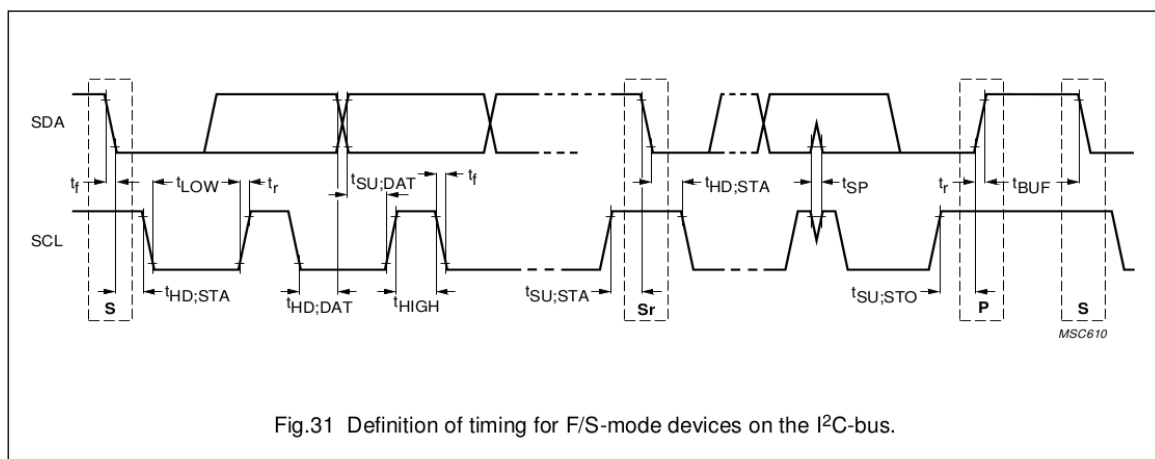 SDA
tf tLOW tr tSU;DAT tf tHD;STA tSP tr tBUF
SCL
tHD;STA tHD;DAT tHIGH tSU;STA tSU;STO
S Sr P S
MSC610
Fig.31 Definition of timing for F/S-mode devices on the I²C-bus.